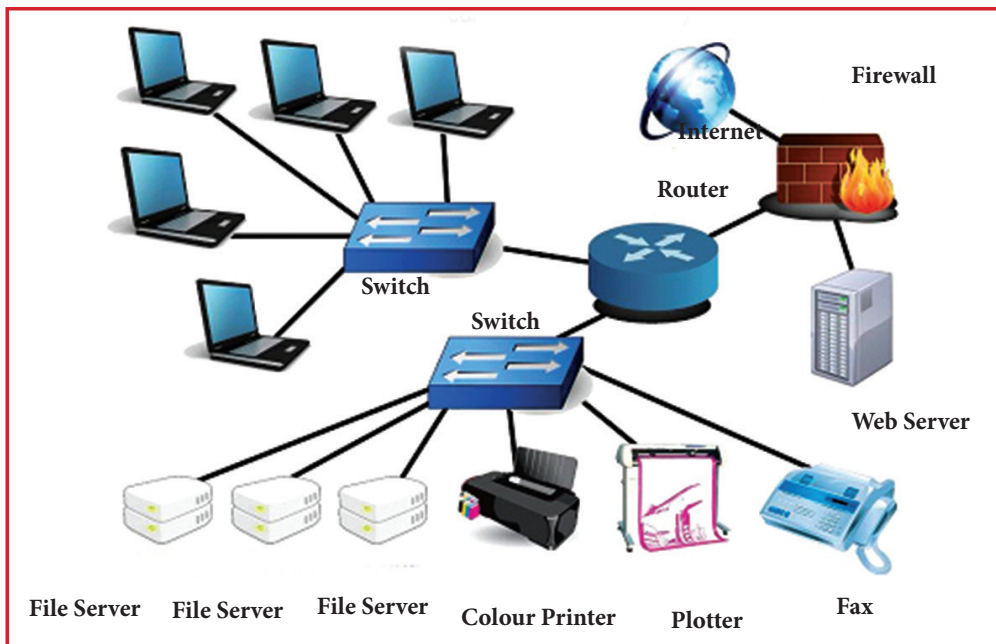 Firewall
Internet
Router
Switch
Switch
Web Server
File Server
File Server
File Server
Colour Printer
Plotter
Fax